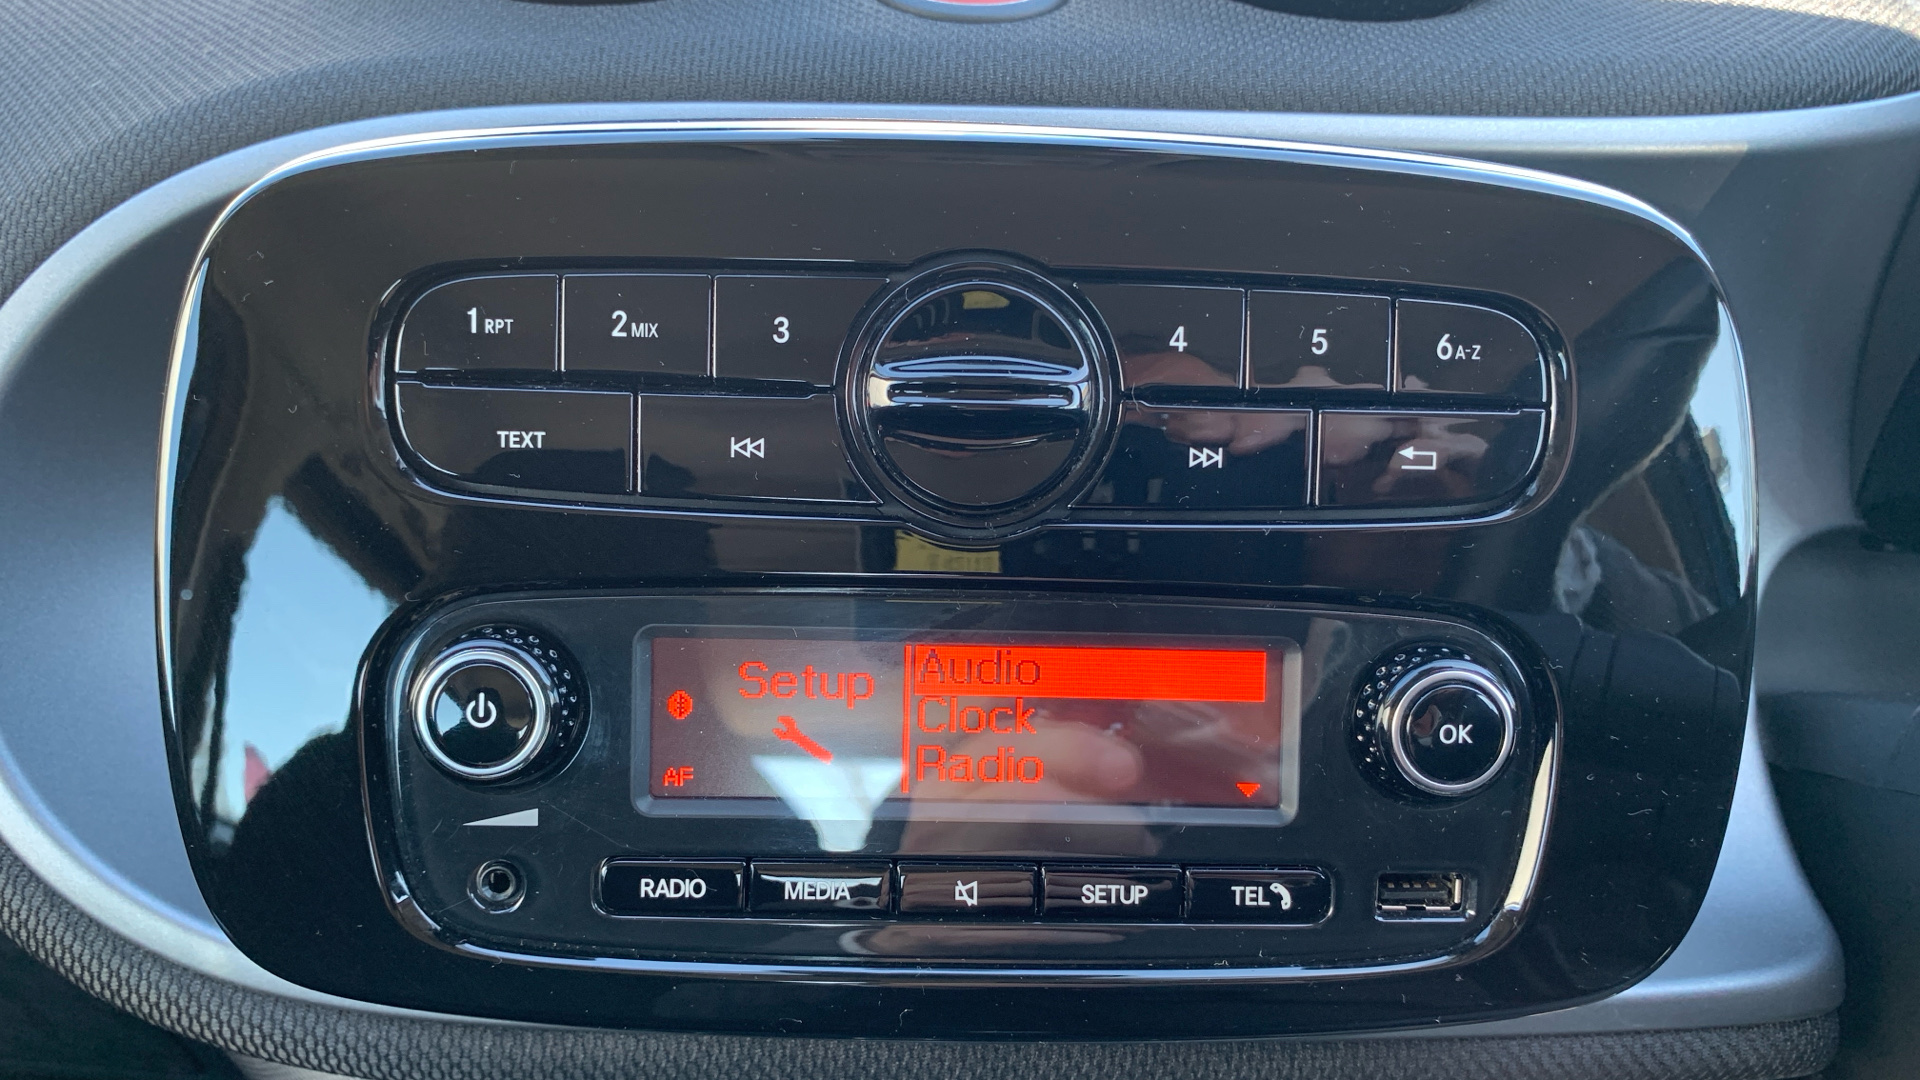 1 RPT
2 MIX
3
4
5
6 A-Z
TEXT
Setup
AF
Audio
Clock
Radio
OK
RADIO
MEDIA
SETUP
TEL